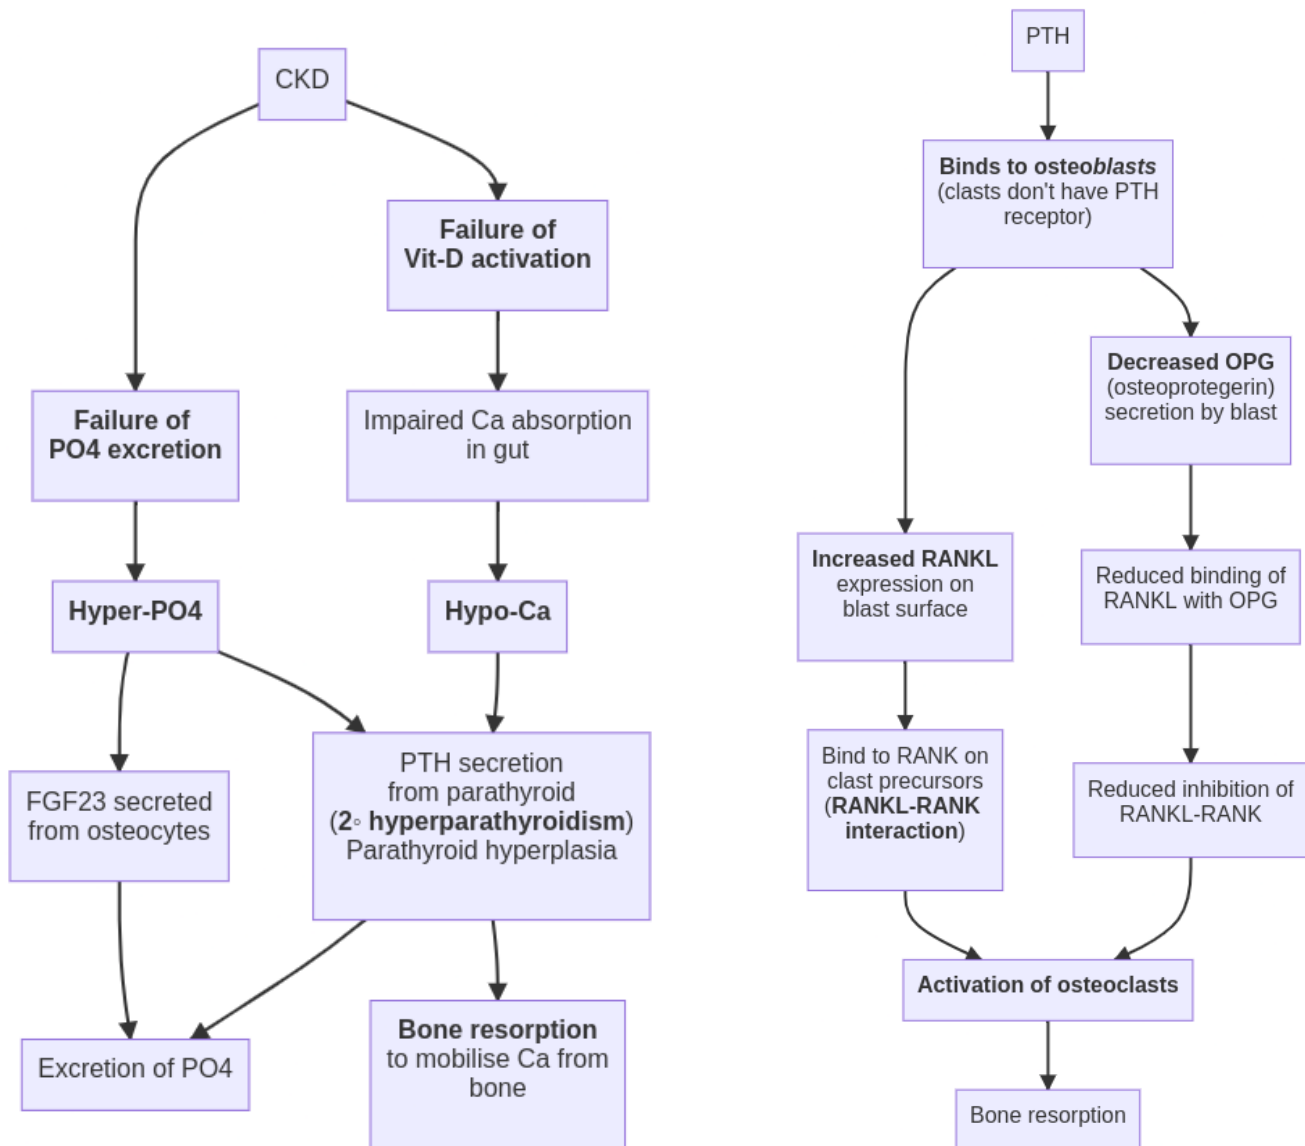 CKD
Failure of
Vit-D activation
Failure of
PO4 excretion
Impaired Ca absorption
in gut
Hyper-PO4
Hypo-Ca
FGF23 secreted
from osteocytes
PTH secretion
from parathyroid
(2◦ hyperparathyroidism)
Parathyroid hyperplasia
Excretion of PO4
Bone resorption
to mobilise Ca from
bone
PTH
Binds to osteoblasts
(clasts don't have PTH
receptor)
Decreased OPG
(osteoprotegerin)
secretion by blast
Increased RANKL
expression on
blast surface
Reduced binding of
RANKL with OPG
Bind to RANK on
clast precursors
(RANKL-RANK
interaction)
Reduced inhibition of
RANKL-RANK
Activation of osteoclasts
Bone resorption